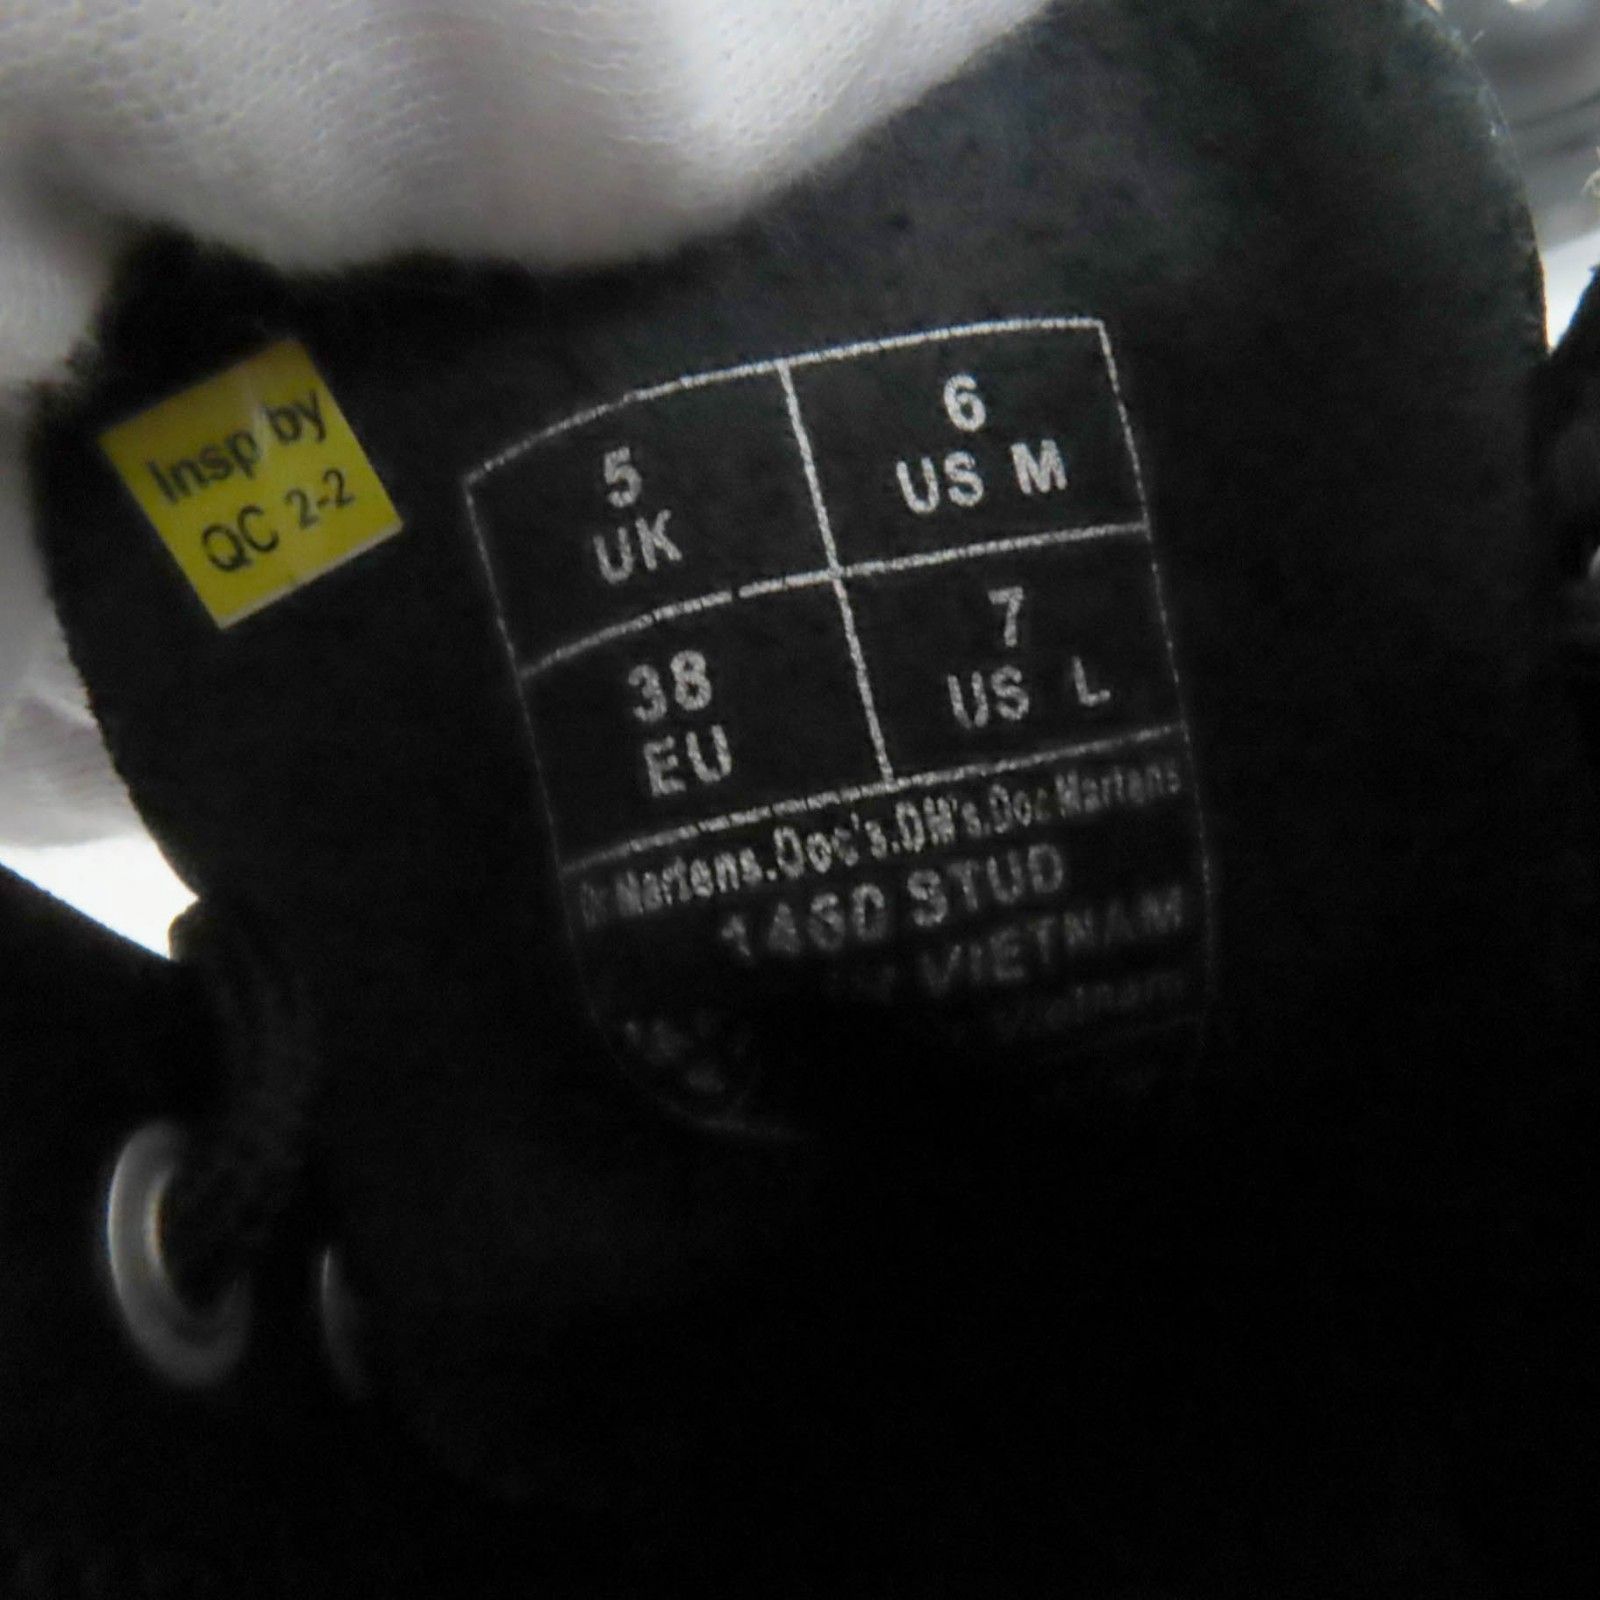 Insp by
QC 2-2
5
UK
6
US M
38
EU
7
US L
Dr Martens.Doc's.DM's.Doc Martens
1460 STUD
VIETNAM
Vietnam